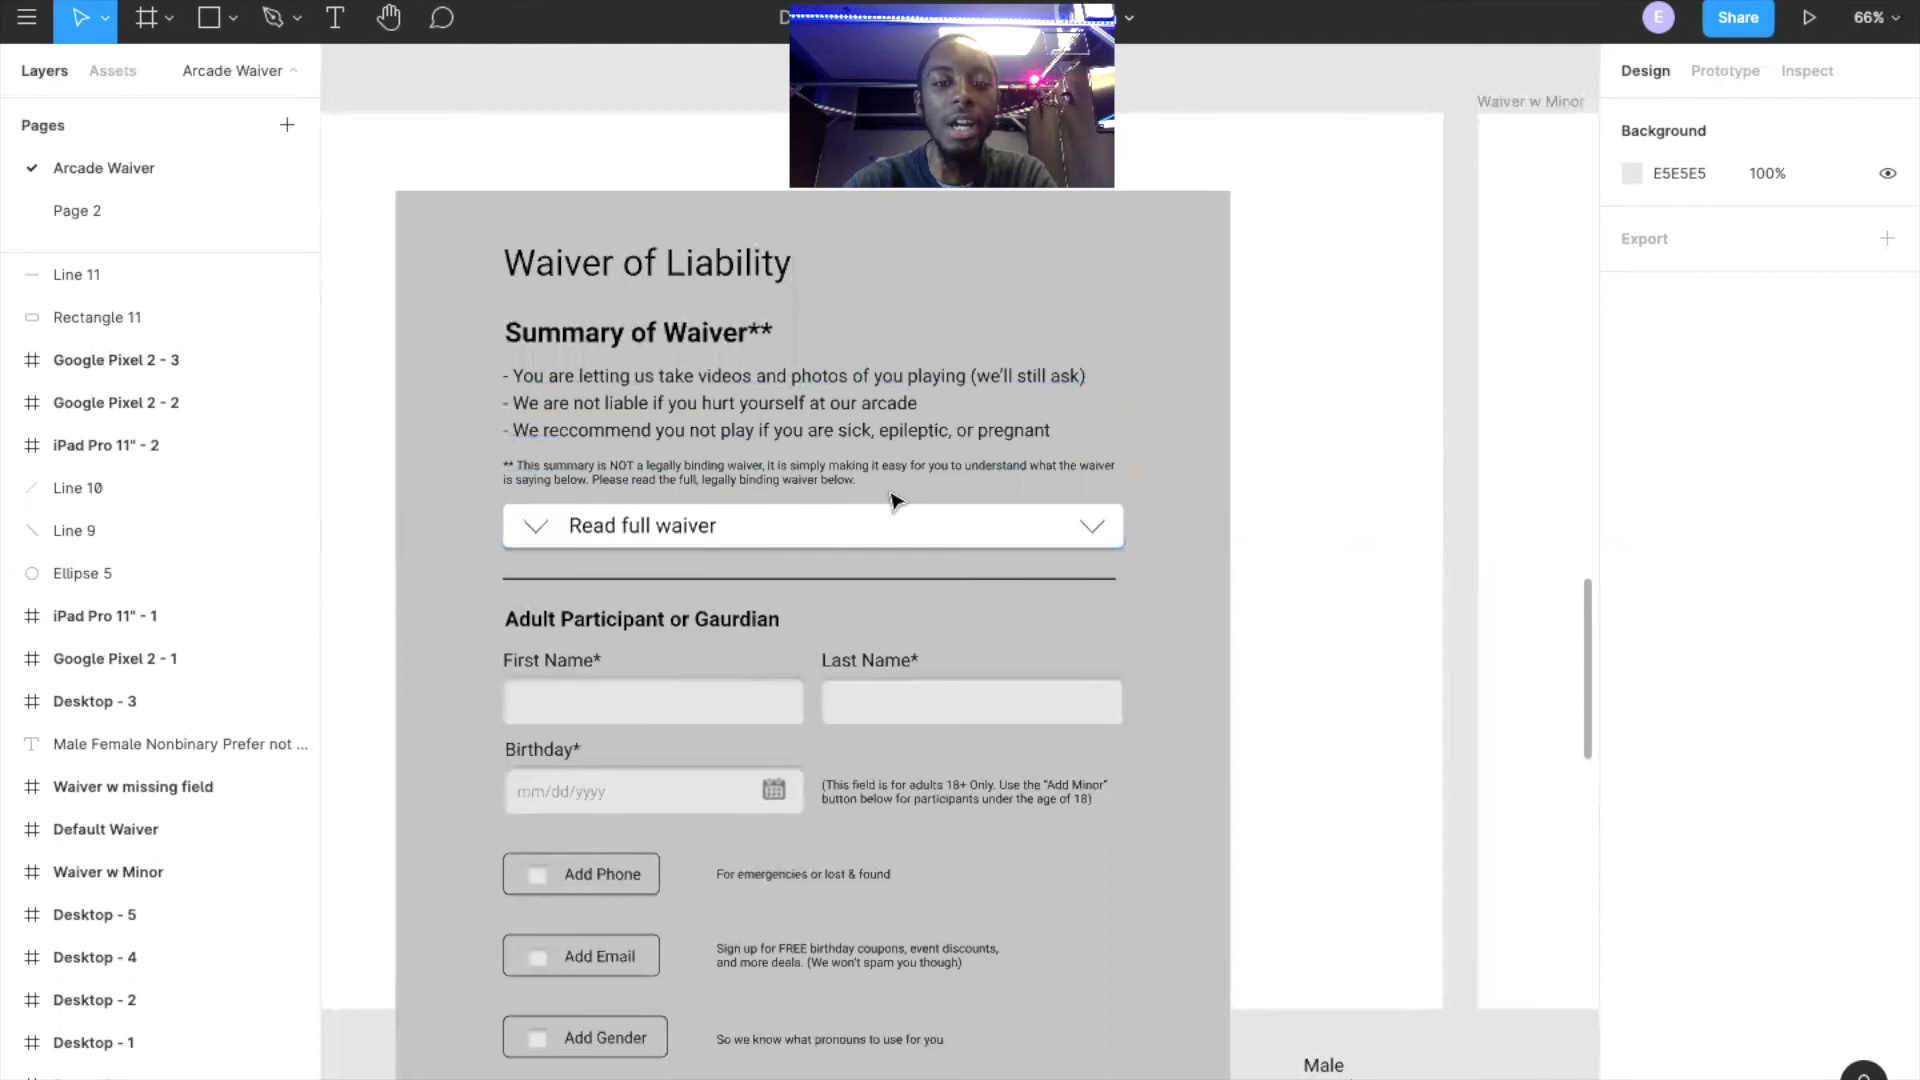 E
Share
66%
Layers
Assets
Arcade Waiver
Design
Prototype
Inspect
Pages
Arcade Waiver
Page 2
Line 11
Rectangle 11
Google Pixel 2 - 3
Google Pixel 2 - 2
iPad Pro 11" - 2
Line 10
Line 9
Ellipse 5
iPad Pro 11" - 1
Google Pixel 2 - 1
Desktop - 3
Male Female Nonbinary Prefer not ...
Waiver w missing field
Default Waiver
Waiver w Minor
Desktop - 5
Desktop - 4
Desktop - 2
Desktop - 1
Waiver w Minor
Waiver of Liability
Summary of Waiver**
- You are letting us take videos and photos of you playing (we'll still ask)
- We are not liable if you hurt yourself at our arcade
- We reccommend you not play if you are sick, epileptic, or pregnant
** This summary is NOT a legally binding waiver, it is simply making it easy for you to understand what the waiver
is saying below. Please read the full, legally binding waiver below.
Read full waiver
Adult Participant or Gaurdian
First Name*
Last Name*
Birthday*
mm/dd/yyyy
(This field is for adults 18+ Only. Use the "Add Minor"
button below for participants under the age of 18)
Add Phone
For emergencies or lost & found
Add Email
Sign up for FREE birthday coupons, event discounts,
and more deals. (We won't spam you though)
Add Gender
So we know what pronouns to use for you
Male
Background
E5E5E5
100%
Export